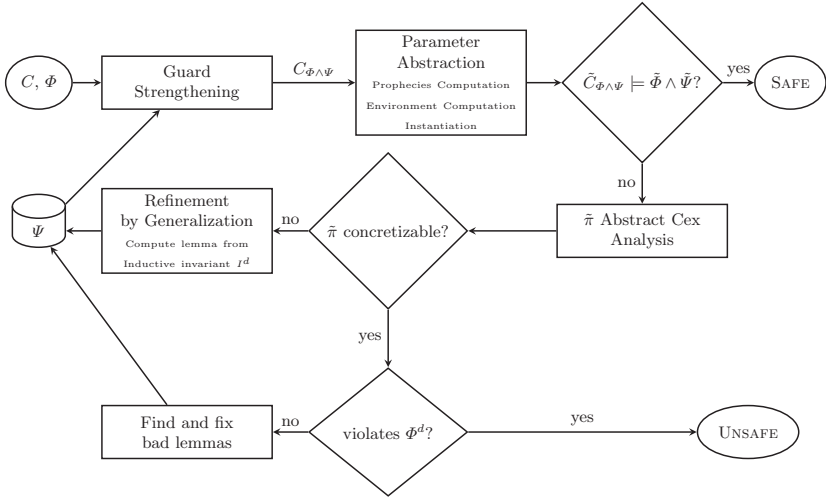 C, Φ
Guard
Strengthening
C_{Φ∧Ψ}
Parameter
Abstraction
Prophecies Computation
Environment Computation
Instantiation
C̃_{Φ∧Ψ} ⊨ Φ̃ ∧ Ψ̃?
yes
SAFE
no
Ψ
Refinement
by Generalization
Compute lemma from
Inductive invariant I^d
no
π̃ concretizable?
π̃ Abstract Cex
Analysis
yes
Find and fix
bad lemmas
no
violates Φ^d?
yes
UNSAFE